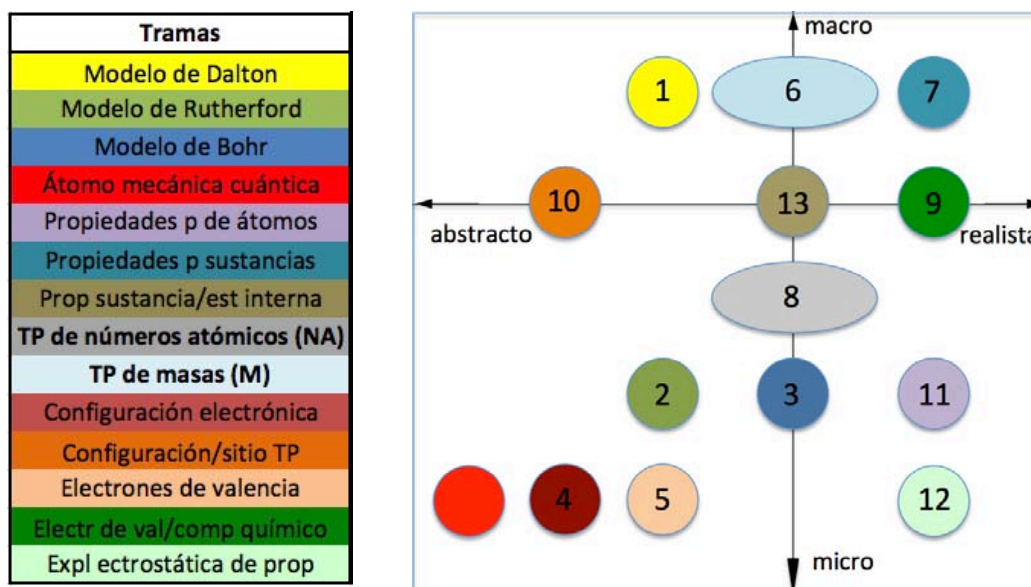 Tramas
Modelo de Dalton
Modelo de Rutherford
Modelo de Bohr
Átomo mecánica cuántica
Propiedades p de átomos
Propiedades p sustancias
Prop sustancia/est interna
TP de números atómicos (NA)
TP de masas (M)
Configuración electrónica
Configuración/sitio TP
Electrones de valencia
Electr de val/comp químico
Expl ectrostática de prop
macro
1 6 7
10 13 9
abstracto realista
8
2 3 11
4 5 12
micro